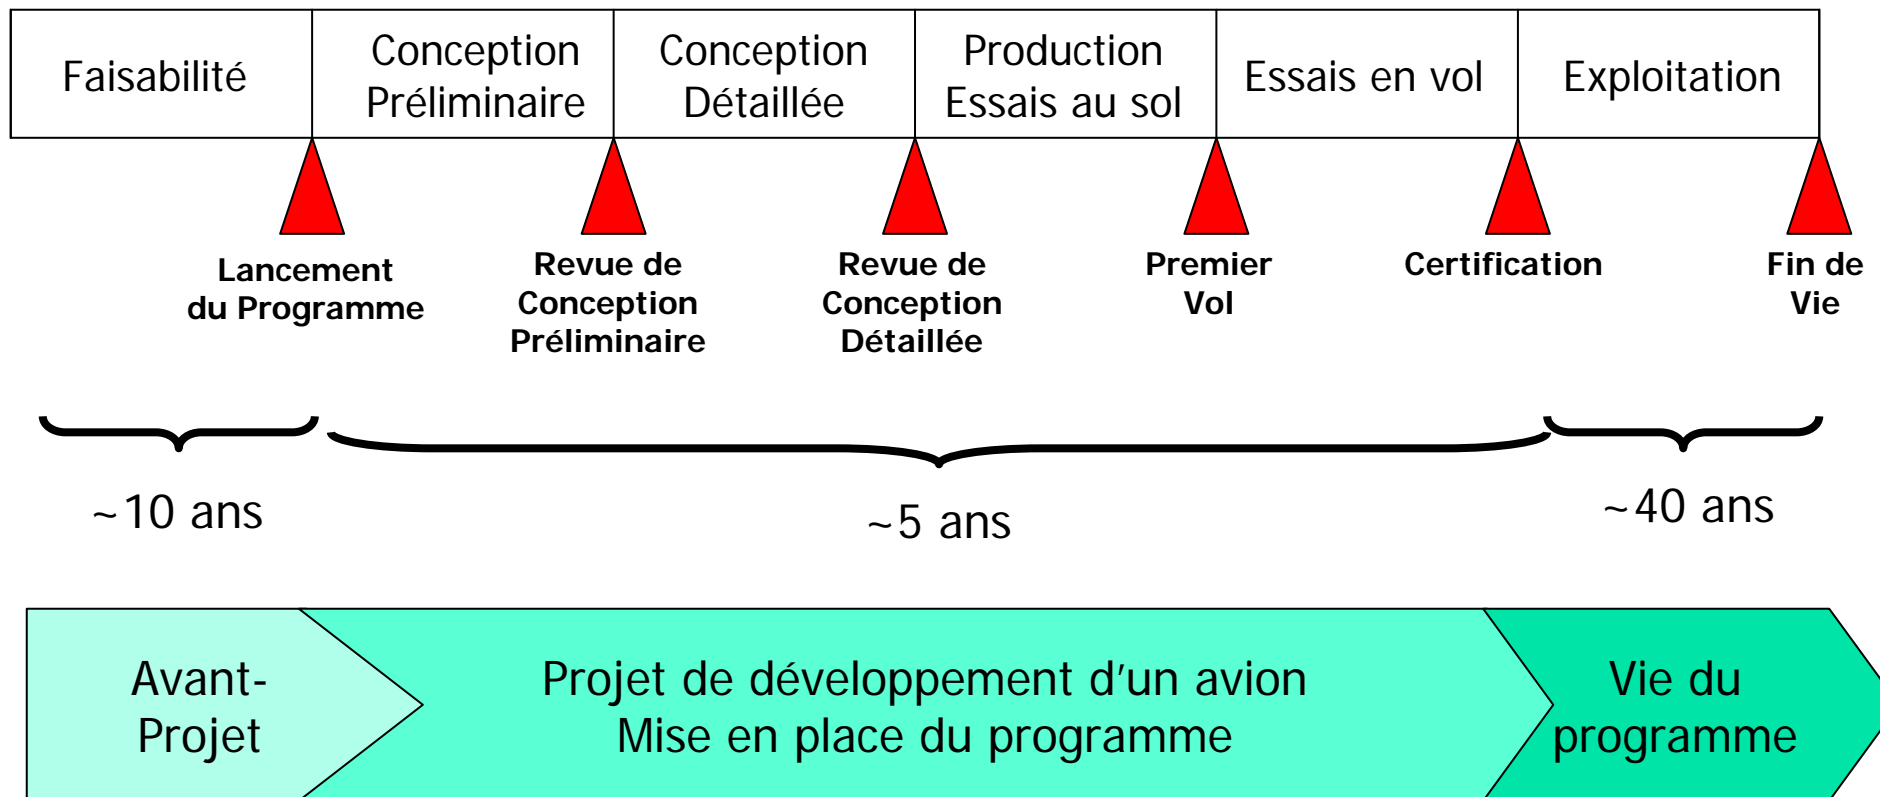 Faisabilité
Conception
Préliminaire
Conception
Détaillée
Production
Essais au sol
Essais en vol
Exploitation
Lancement
du Programme
Revue de
Conception
Préliminaire
Revue de
Conception
Détaillée
Premier
Vol
Certification
Fin de
Vie
~10 ans
~5 ans
~40 ans
Avant-
Projet
Projet de développement d'un avion
Mise en place du programme
Vie du
programme